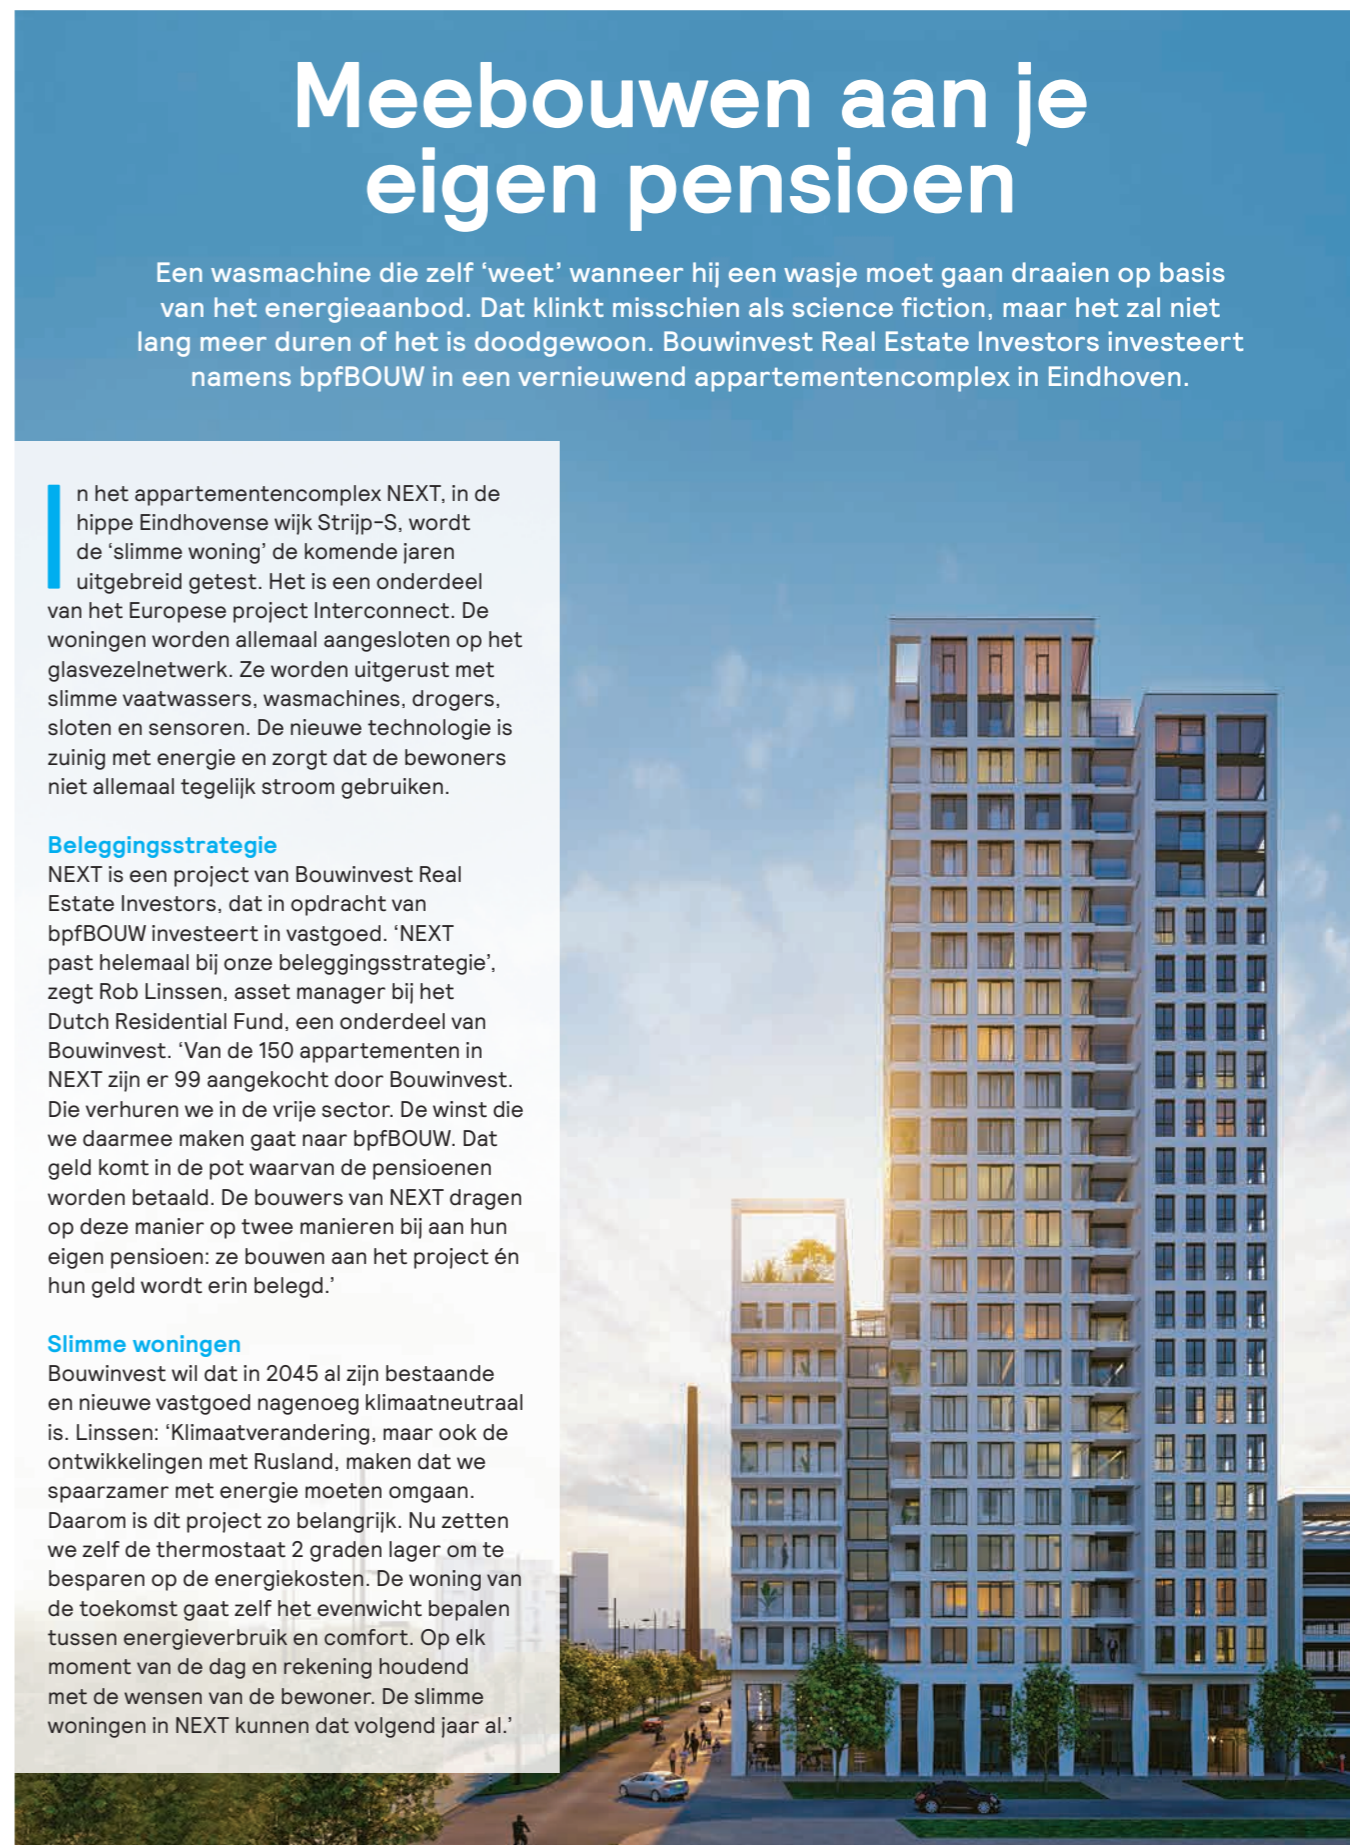 Meebouwen aan je
eigen pensioen
Een wasmachine die zelf ‘weet’ wanneer hij een wasje moet gaan draaien op basis
van het energieaanbod. Dat klinkt misschien als science fiction, maar het zal niet
lang meer duren of het is doodgewoon. Bouwinvest Real Estate Investors investeert
namens bpfBOUW in een vernieuwend appartementencomplex in Eindhoven.
In het appartementencomplex NEXT, in de
hippe Eindhovense wijk Strijp-S, wordt
de ‘slimme woning’ de komende jaren
uitgebreid getest. Het is een onderdeel
van het Europese project Interconnect. De
woningen worden allemaal aangesloten op het
glasvezelnetwerk. Ze worden uitgerust met
slimme vaatwassers, wasmachines, drogers,
sloten en sensoren. De nieuwe technologie is
zuinig met energie en zorgt dat de bewoners
niet allemaal tegelijk stroom gebruiken.
Beleggingsstrategie
NEXT is een project van Bouwinvest Real
Estate Investors, dat in opdracht van
bpfBOUW investeert in vastgoed. ‘NEXT
past helemaal bij onze beleggingsstrategie’,
zegt Rob Linssen, asset manager bij het
Dutch Residential Fund, een onderdeel van
Bouwinvest. ‘Van de 150 appartementen in
NEXT zijn er 99 aangekocht door Bouwinvest.
Die verhuren we in de vrije sector. De winst die
we daarmee maken gaat naar bpfBOUW. Dat
geld komt in de pot waarvan de pensioenen
worden betaald. De bouwers van NEXT dragen
op deze manier op twee manieren bij aan hun
eigen pensioen: ze bouwen aan het project én
hun geld wordt erin belegd.’
Slimme woningen
Bouwinvest wil dat in 2045 al zijn bestaande
en nieuwe vastgoed nagenoeg klimaatneutraal
is. Linssen: ‘Klimaatverandering, maar ook de
ontwikkelingen met Rusland, maken dat we
spaarzamer met energie moeten omgaan.
Daarom is dit project zo belangrijk. Nu zetten
we zelf de thermostaat 2 graden lager om te
besparen op de energiekosten. De woning van
de toekomst gaat zelf het evenwicht bepalen
tussen energieverbruik en comfort. Op elk
moment van de dag en rekening houdend
met de wensen van de bewoner. De slimme
woningen in NEXT kunnen dat volgend jaar al.’